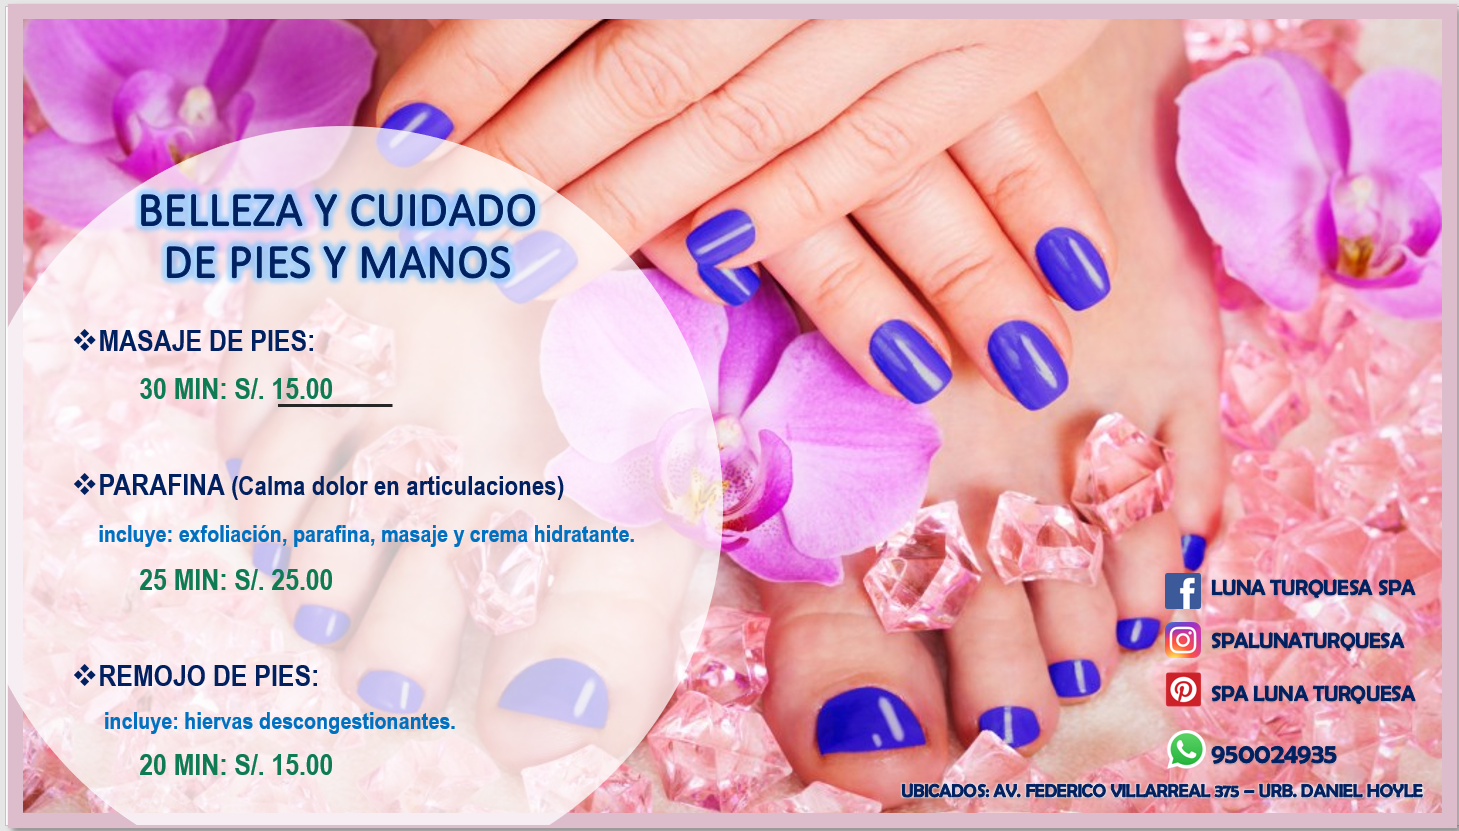 BELLEZA Y CUIDADO
DE PIES Y MANOS
❖MASAJE DE PIES:
30 MIN: S/. 15.00
❖PARAFINA (Calma dolor en articulaciones)
incluye: exfoliación, parafina, masaje y crema hidratante.
25 MIN: S/. 25.00
❖REMOJO DE PIES:
incluye: hiervas descongestionantes.
20 MIN: S/. 15.00
LUNA TURQUESA SPA
SPALUNATURQUESA
SPA LUNA TURQUESA
950024935
UBICADOS: AV. FEDERICO VILLARREAL 375 – URB. DANIEL HOYLE